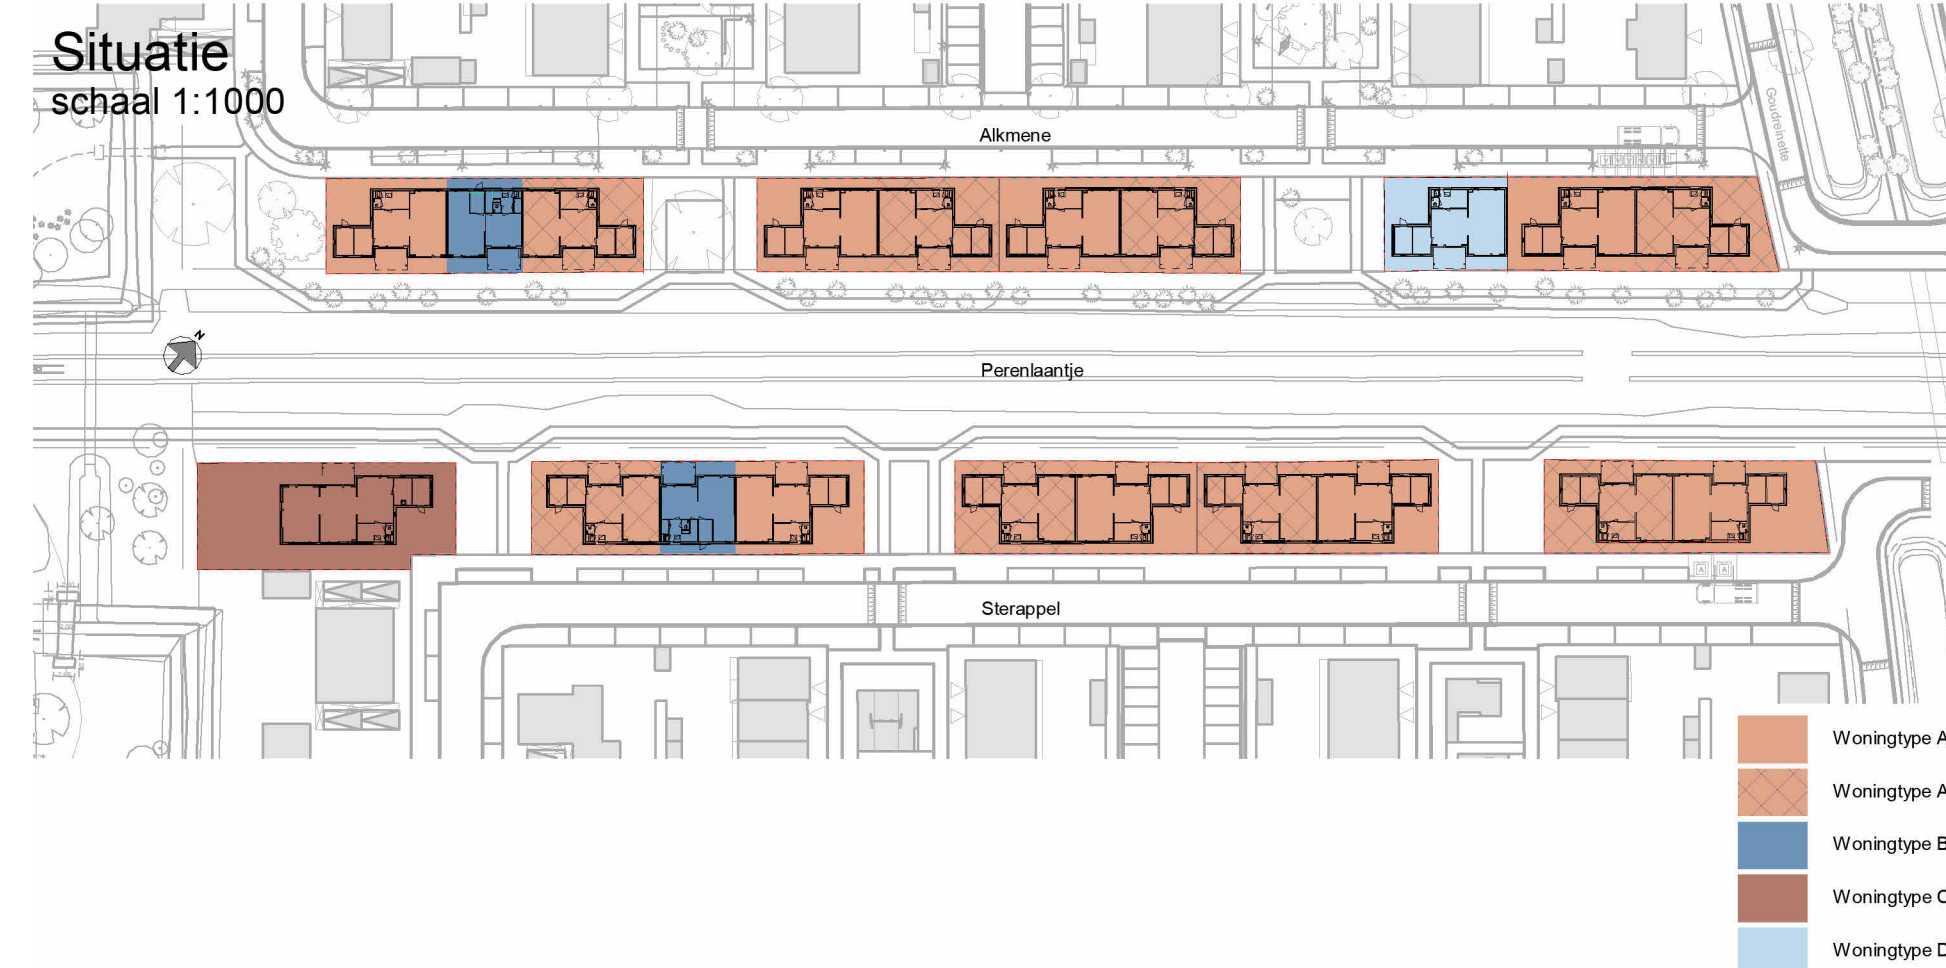 Situatie
schaal 1:1000
Alkmene
Goudreinette
N
Perenlaantje
Sterappel
A A
Woningtype A
Woningtype A
Woningtype B
Woningtype C
Woningtype D